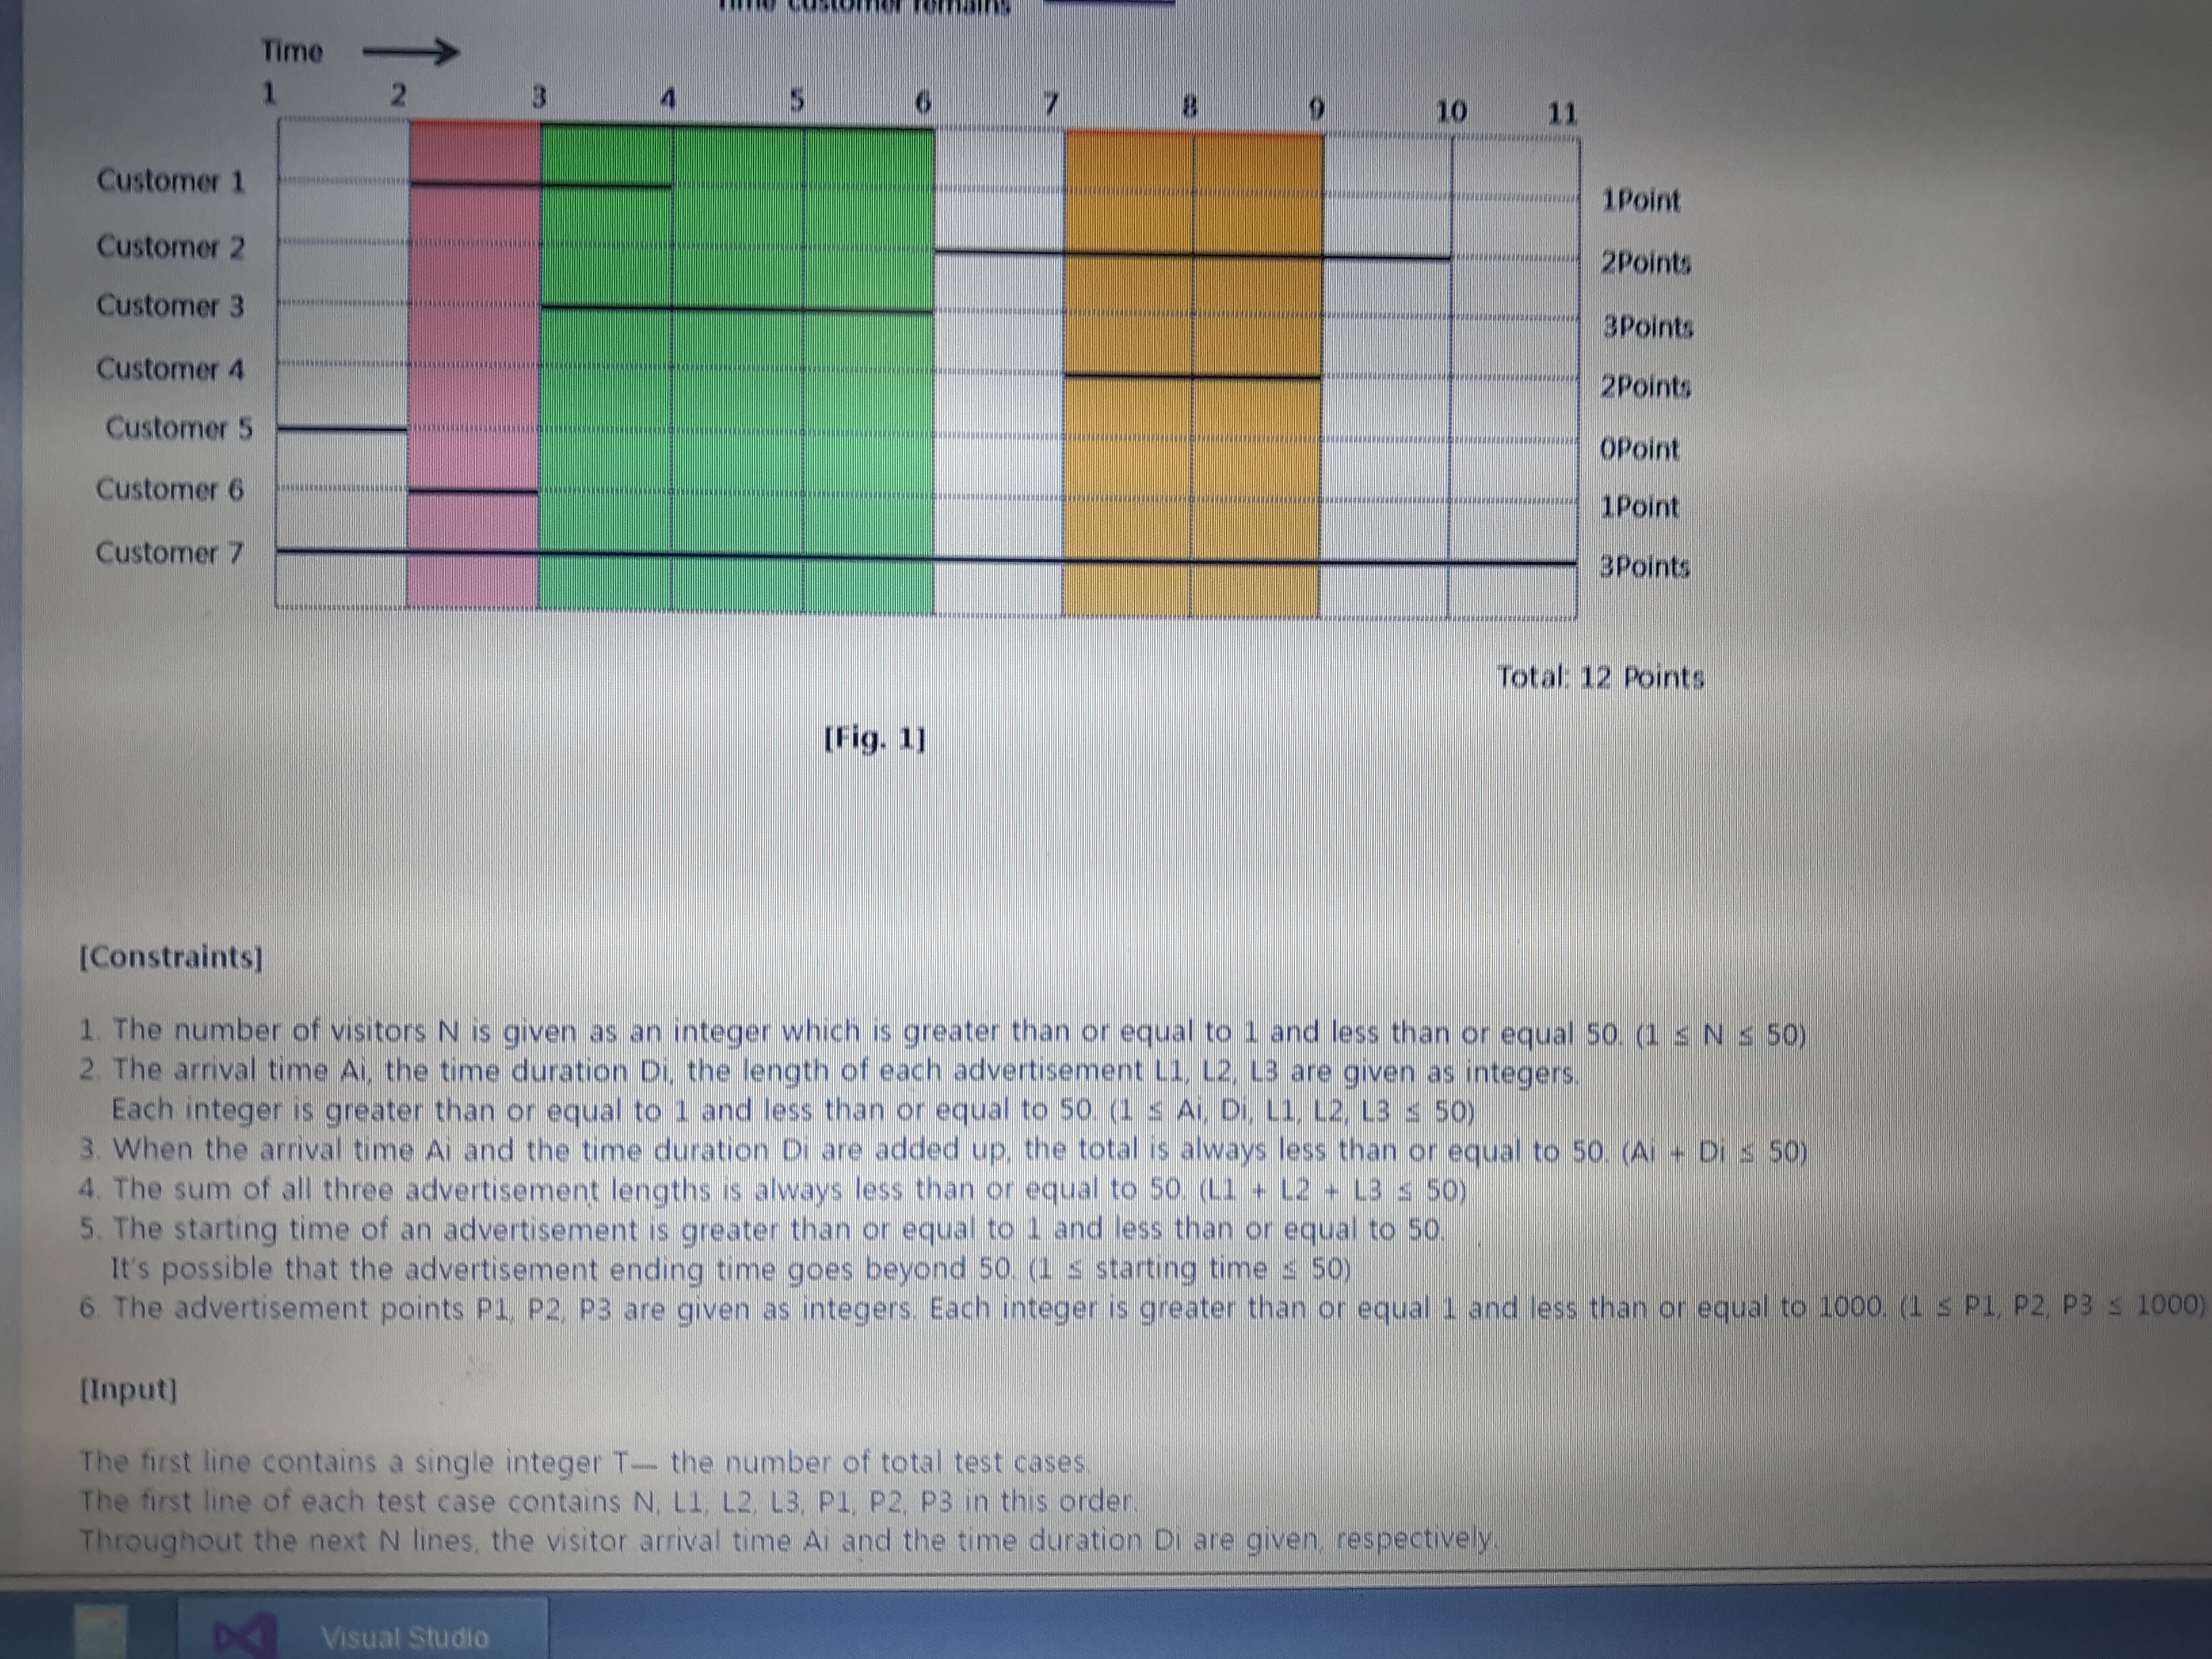 Time customer remains
Time
1 2 3 4 5 6 7 8 9 10 11
Customer 1 1Point
Customer 2 2Points
Customer 3 3Points
Customer 4 2Points
Customer 5 0Point
Customer 6 1Point
Customer 7 3Points
Total: 12 Points
[Fig. 1]
[Constraints]
1. The number of visitors N is given as an integer which is greater than or equal to 1 and less than or equal 50. (1 ≤ N ≤ 50)
2. The arrival time Ai, the time duration Di, the length of each advertisement L1, L2, L3 are given as integers.
Each integer is greater than or equal to 1 and less than or equal to 50. (1 ≤ Ai, Di, L1, L2, L3 ≤ 50)
3. When the arrival time Ai and the time duration Di are added up, the total is always less than or equal to 50. (Ai + Di ≤ 50)
4. The sum of all three advertisement lengths is always less than or equal to 50. (L1 + L2 + L3 ≤ 50)
5. The starting time of an advertisement is greater than or equal to 1 and less than or equal to 50.
It's possible that the advertisement ending time goes beyond 50. (1 ≤ starting time ≤ 50)
6. The advertisement points P1, P2, P3 are given as integers. Each integer is greater than or equal 1 and less than or equal to 1000. (1 ≤ P1, P2, P3 ≤ 1000)
[Input]
The first line contains a single integer T— the number of total test cases.
The first line of each test case contains N, L1, L2, L3, P1, P2, P3 in this order.
Throughout the next N lines, the visitor arrival time Ai and the time duration Di are given, respectively.
Visual Studio